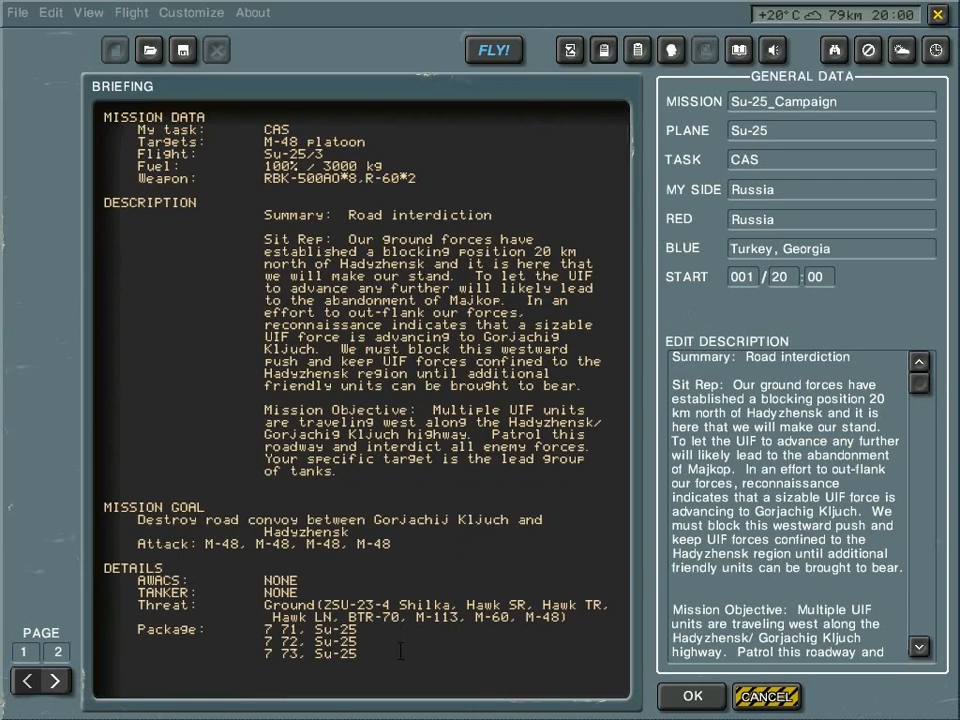 File Edit View Flight Customize About
+20°C 79km 20:00
FLY!
BRIEFING
MISSION DATA
My task: CAS
Targets: M-48 platoon
Flight: Su-25/3
Fuel: 100% / 3000 kg
Weapon: RBK-500AO*8,R-60*2
DESCRIPTION
Summary: Road interdiction
Sit Rep: Our ground forces have
established a blocking position 20 km
north of Hadyzhensk and it is here that
we will make our stand. To let the UIF
to advance any further will likely lead
to the abandonment of Majkop. In an
effort to out-flank our forces,
reconnaissance indicates that a sizable
UIF force is advancing to Gorjachig
Kljuch. We must block this westward
push and keep UIF forces confined to the
Hadyzhensk region until additional
friendly units can be brought to bear.
Mission Objective: Multiple UIF units
are traveling west along the Hadyzhensk/
Gorjachig Kljuch highway. Patrol this
roadway and interdict all enemy forces.
Your specific target is the lead group
of tanks.
MISSION GOAL
Destroy road convoy between Gorjachij Kljuch and
Hadyzhensk
Attack: M-48, M-48, M-48, M-48
DETAILS
AWACS: NONE
TANKER: NONE
Threat: Ground(ZSU-23-4 Shilka, Hawk SR, Hawk TR,
Hawk LN, BTR-70, M-113, M-60, M-48)
Package: 7 71, Su-25
7 72, Su-25
7 73, Su-25
PAGE
1 2
GENERAL DATA
MISSION Su-25_Campaign
PLANE Su-25
TASK CAS
MY SIDE Russia
RED Russia
BLUE Turkey, Georgia
START 001 / 20 : 00
EDIT DESCRIPTION
Summary: Road interdiction
Sit Rep: Our ground forces have
established a blocking position 20
km north of Hadyzhensk and it is
here that we will make our stand.
To let the UIF to advance any further
will likely lead to the abandonment
of Majkop. In an effort to out-flank
our forces, reconnaissance
indicates that a sizable UIF force is
advancing to Gorjachig Kljuch. We
must block this westward push and
keep UIF forces confined to the
Hadyzhensk region until additional
friendly units can be brought to bear.
Mission Objective: Multiple UIF
units are traveling west along the
Hadyzhensk/ Gorjachig Kljuch
highway. Patrol this roadway and
OK CANCEL